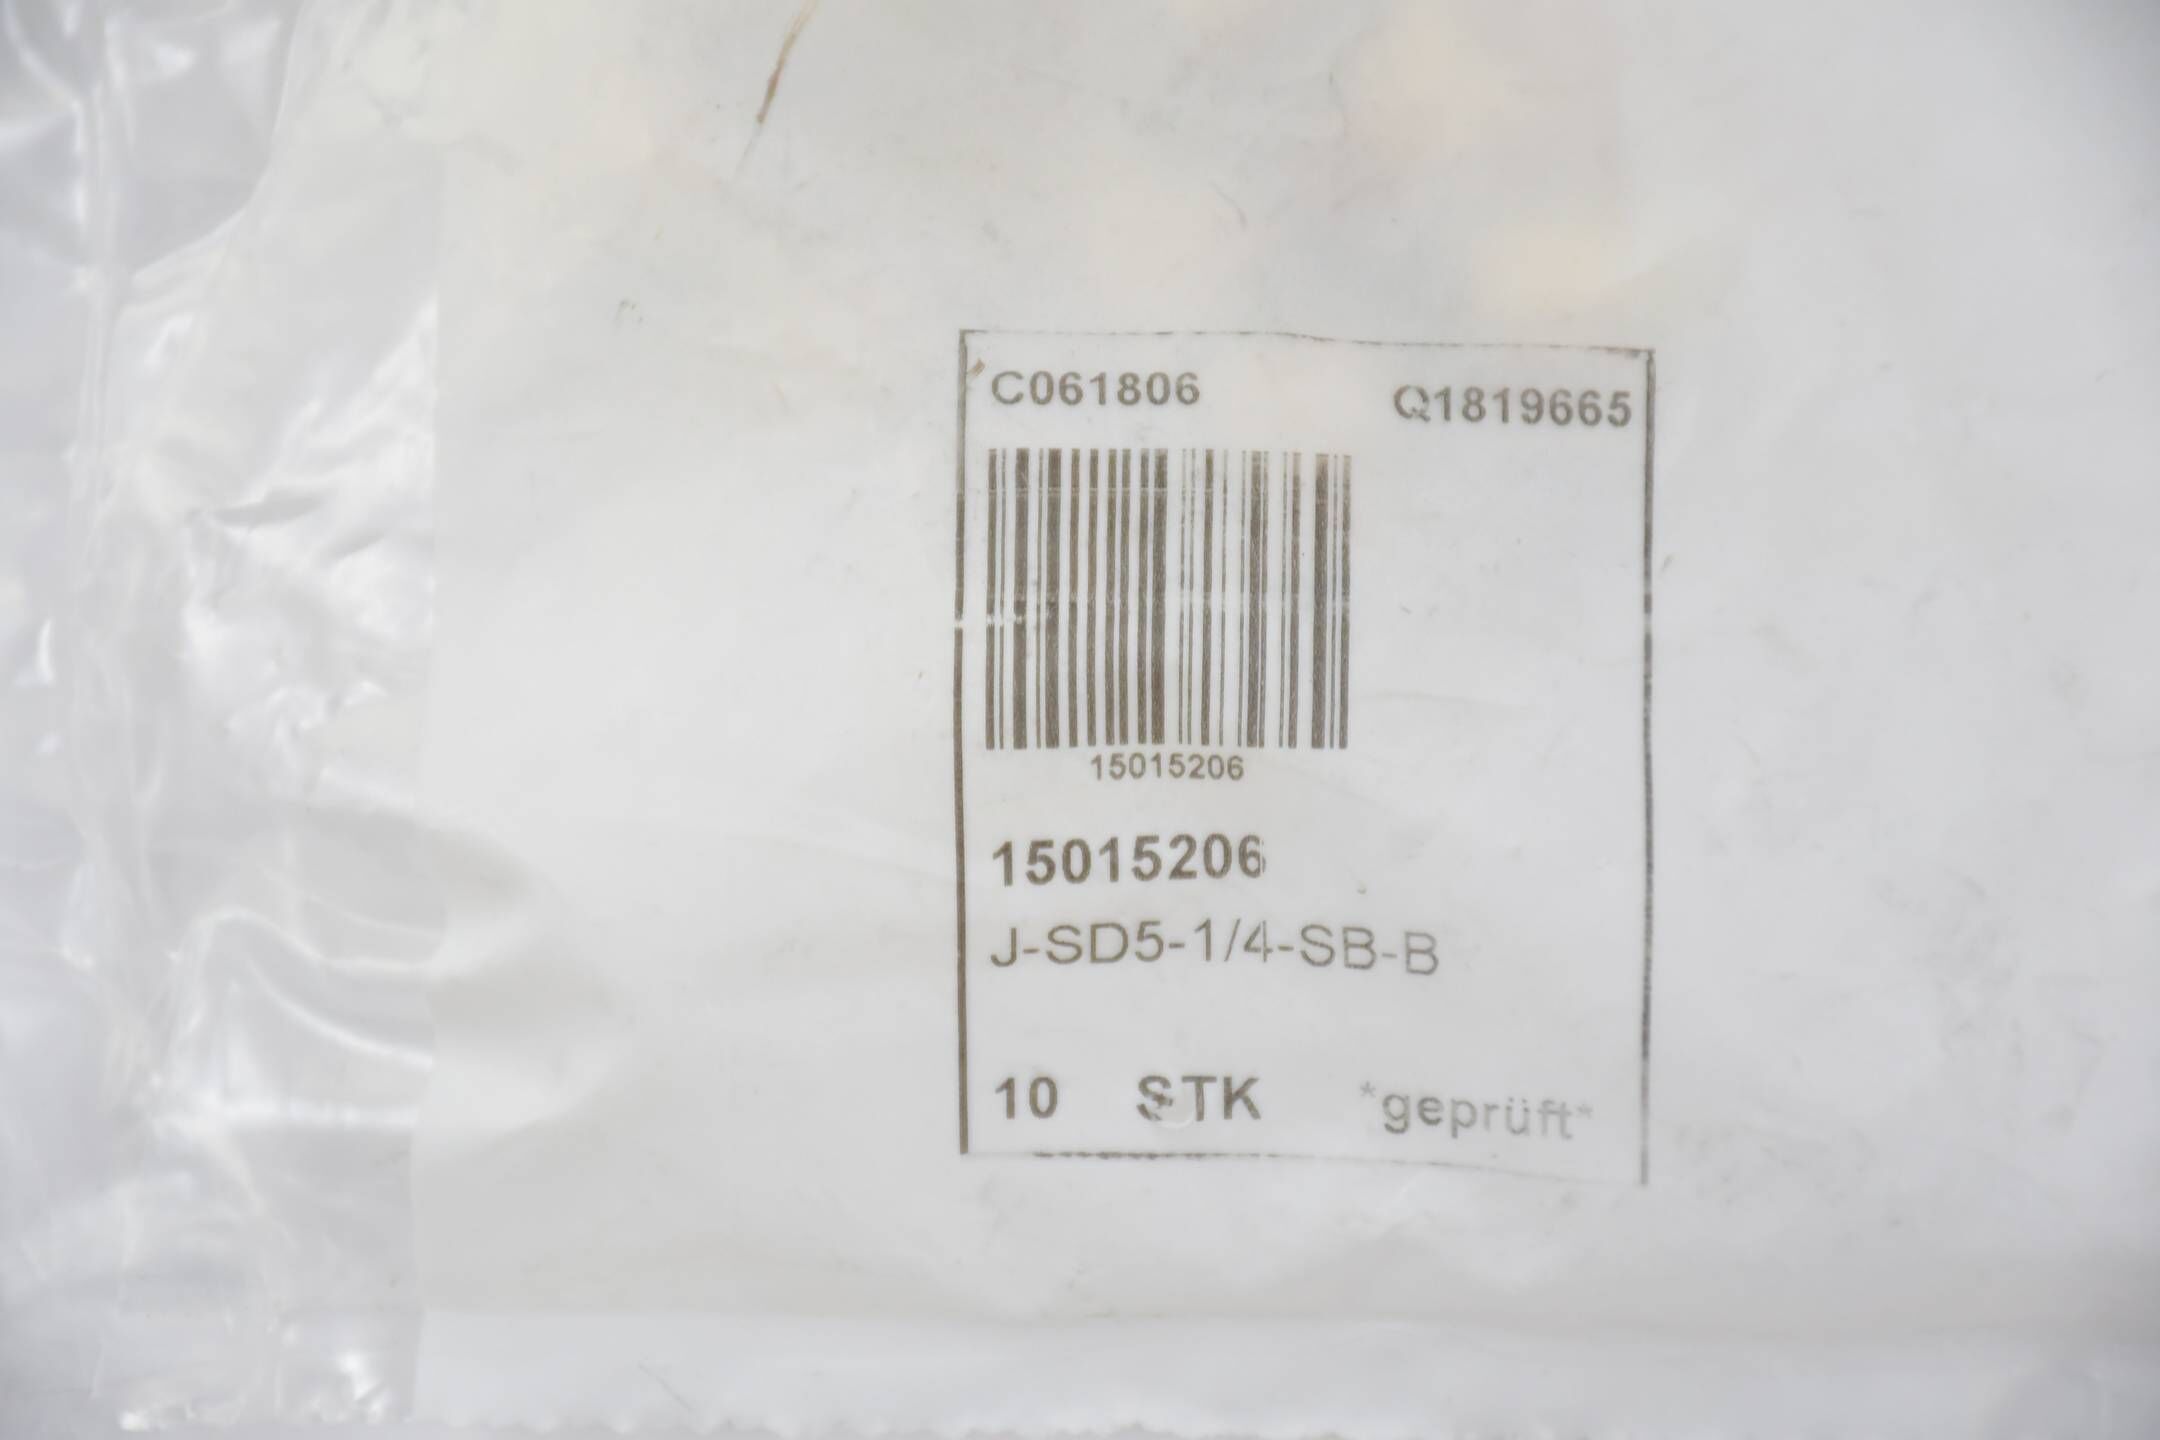 C061806 Q1819665
15015206
15015206
J-SD5-1/4-SB-B
10 STK *geprüft*